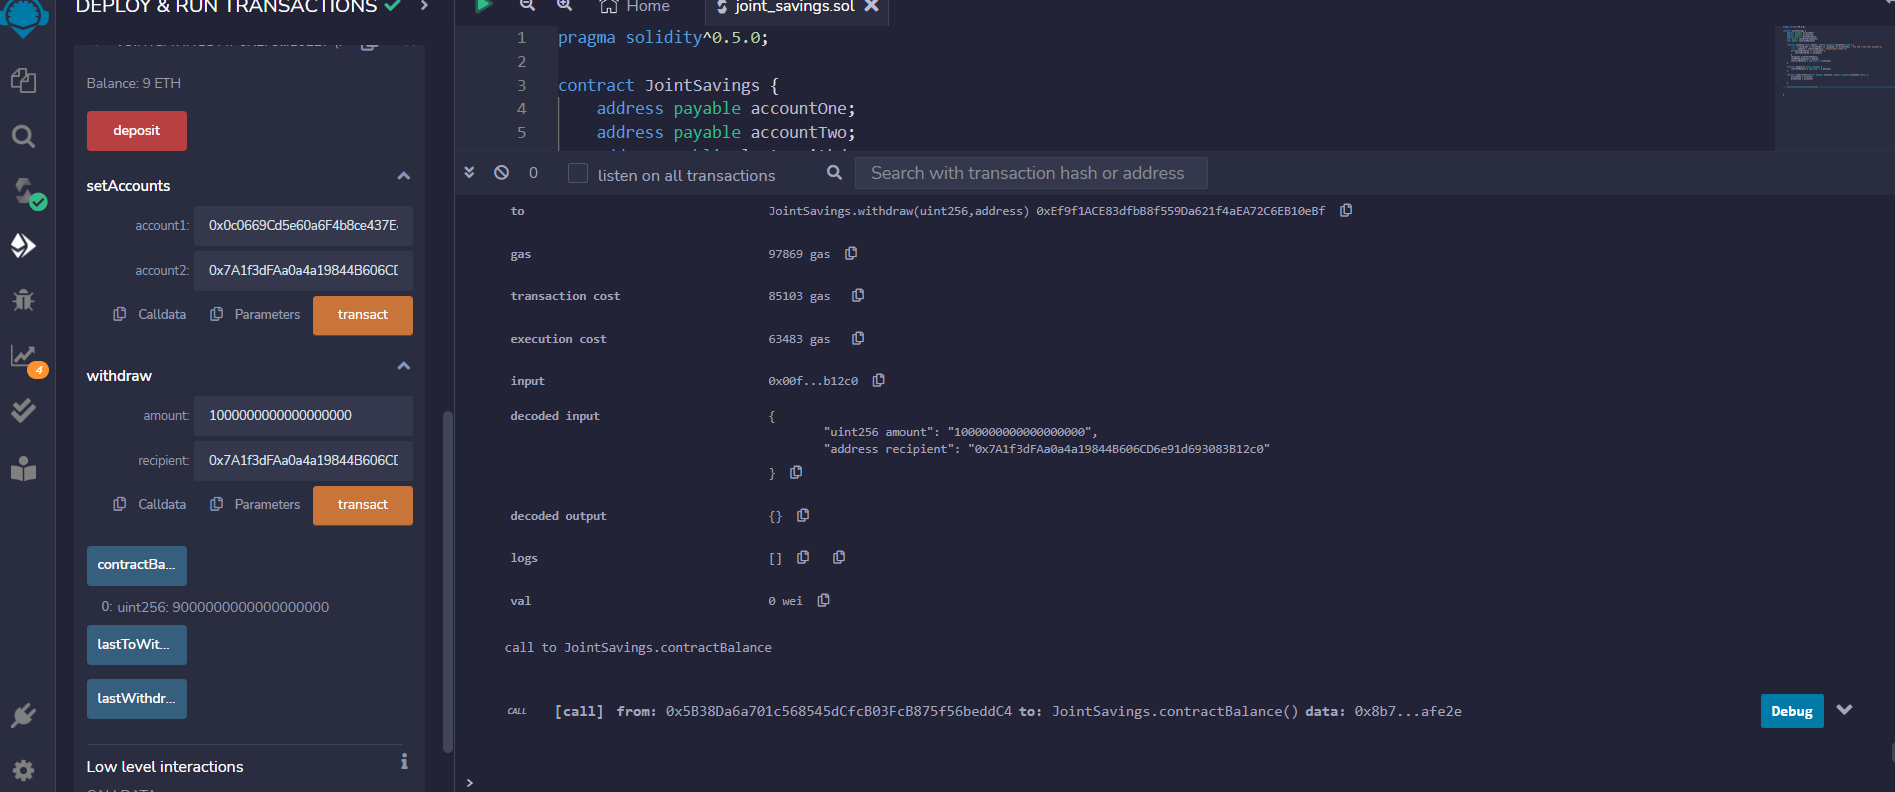 DEPLOY & RUN TRANSACTIONS
Balance: 9 ETH
deposit
setAccounts
account1: 0x0c0669Cd5e60a6F4b8ce437E
account2: 0x7A1f3dFAa0a4a19844B606CD
Calldata Parameters transact
withdraw
amount: 1000000000000000000
recipient: 0x7A1f3dFAa0a4a19844B606CD
Calldata Parameters transact
contractBa...
0: uint256: 9000000000000000000
lastToWit...
lastWithdr...
Low level interactions
CALLDATA
4
Home
joint_savings.sol
1 pragma solidity^0.5.0;
2
3 contract JointSavings {
4 address payable accountOne;
5 address payable accountTwo;
0 listen on all transactions Search with transaction hash or address
to JointSavings.withdraw(uint256,address) 0xEf9f1ACE83dfbB8f559Da621f4aEA72C6EB10eBf
gas 97869 gas
transaction cost 85103 gas
execution cost 63483 gas
input 0x00f...b12c0
decoded input {
"uint256 amount": "1000000000000000000",
"address recipient": "0x7A1f3dFAa0a4a19844B606CD6e91d693083B12c0"
}
decoded output {}
logs []
val 0 wei
call to JointSavings.contractBalance
CALL [call] from: 0x5B38Da6a701c568545dCfcB03FcB875f56beddC4 to: JointSavings.contractBalance() data: 0x8b7...afe2e
Debug
>